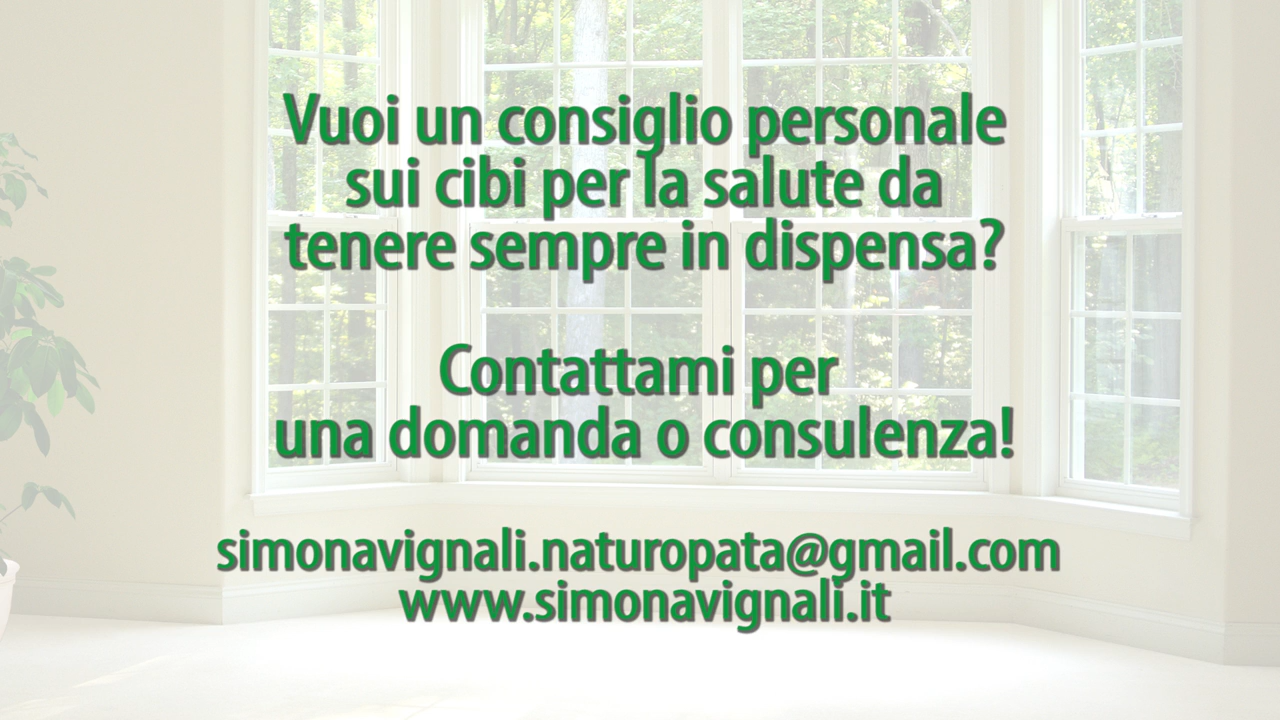 Vuoi un consiglio personale
sui cibi per la salute da
tenere sempre in dispensa?
Contattami per
una domanda o consulenza!
simonavignali.naturopata@gmail.com
www.simonavignali.it